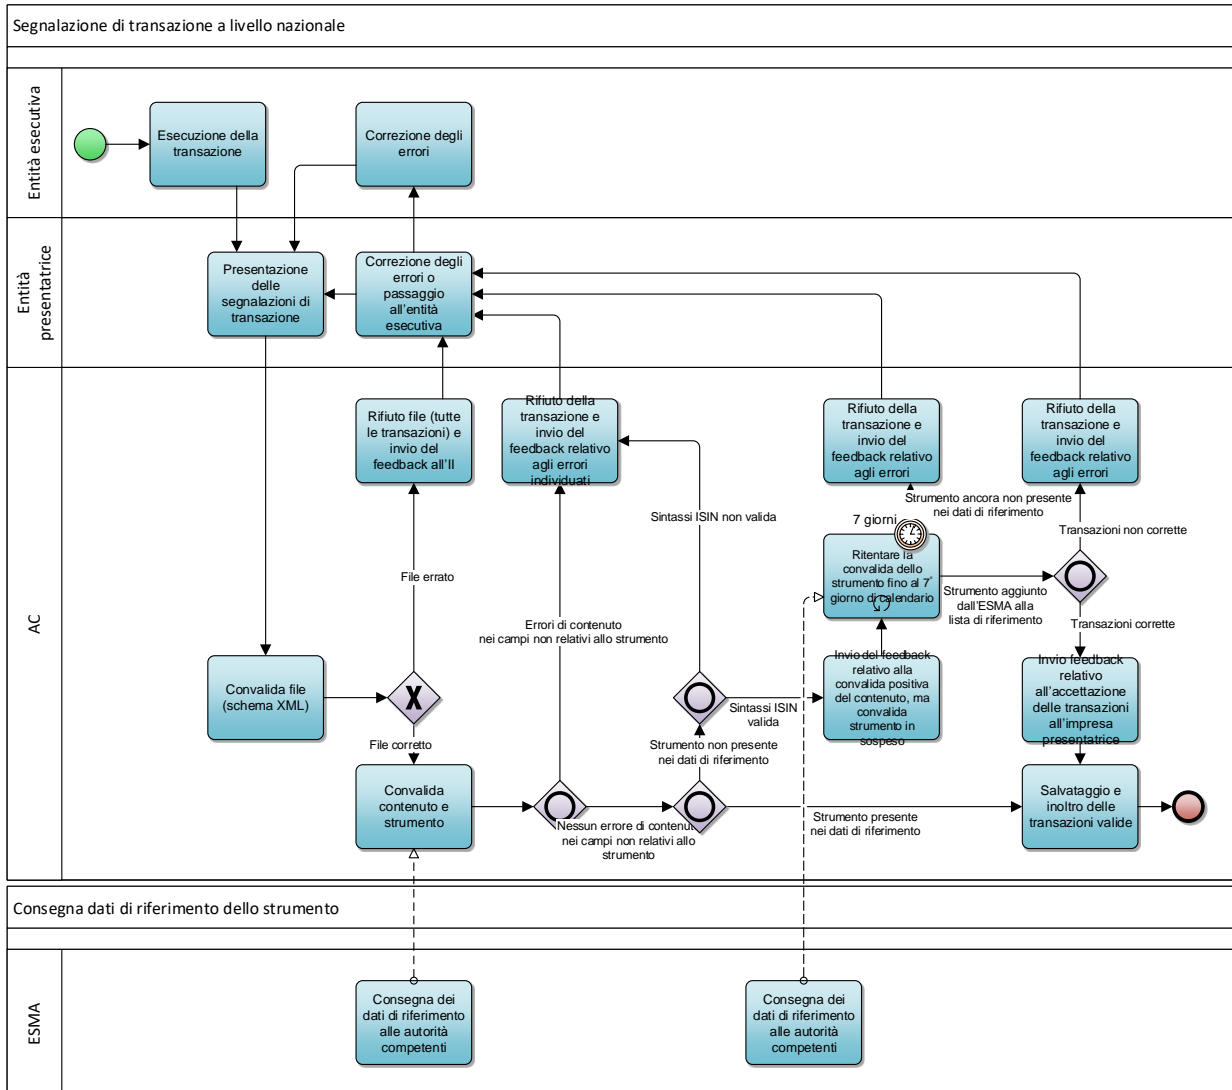 Segnalazione di transazione a livello nazionale
Entità esecutiva
Esecuzione della
transazione
Correzione degli
errori
Entità
presentatrice
Presentazione
delle
segnalazioni di
transazione
Correzione degli
errori o
passaggio
all'entità
esecutiva
AC
Rifiuto file (tutte
le transazioni) e
invio del
feedback all'II
Rifiuto della
transazione e
invio del
feedback relativo
agli errori
individuati
Rifiuto della
transazione e
invio del
feedback relativo
agli errori
Rifiuto della
transazione e
invio del
feedback relativo
agli errori
Strumento ancora non presente
nei dati di riferimento
Sintassi ISIN non valida
7 giorni
Transazioni non corrette
Ritentare la
convalida dello
strumento fino al 7°
giorno di calendario
File errato
Strumento aggiunto
dall'ESMA alla
lista di riferimento
Errori di contenuto
nei campi non relativi allo strumento
Transazioni corrette
Convalida file
(schema XML)
X
Sintassi ISIN
valida
Invio del feedback
relativo alla
convalida positiva
del contenuto, ma
convalida
strumento in
sospeso
Invio feedback
relativo
all'accettazione
delle transazioni
all'impresa
presentatrice
File corretto
Strumento non presente
nei dati di riferimento
Convalida
contenuto e
strumento
Nessun errore di contenut
nei campi non relativi allo
strumento
Strumento presente
nei dati di riferimento
Salvataggio e
inoltro delle
transazioni valide
Consegna dati di riferimento dello strumento
ESMA
Consegna dei
dati di riferimento
alle autorità
competenti
Consegna dei
dati di riferimento
alle autorità
competenti